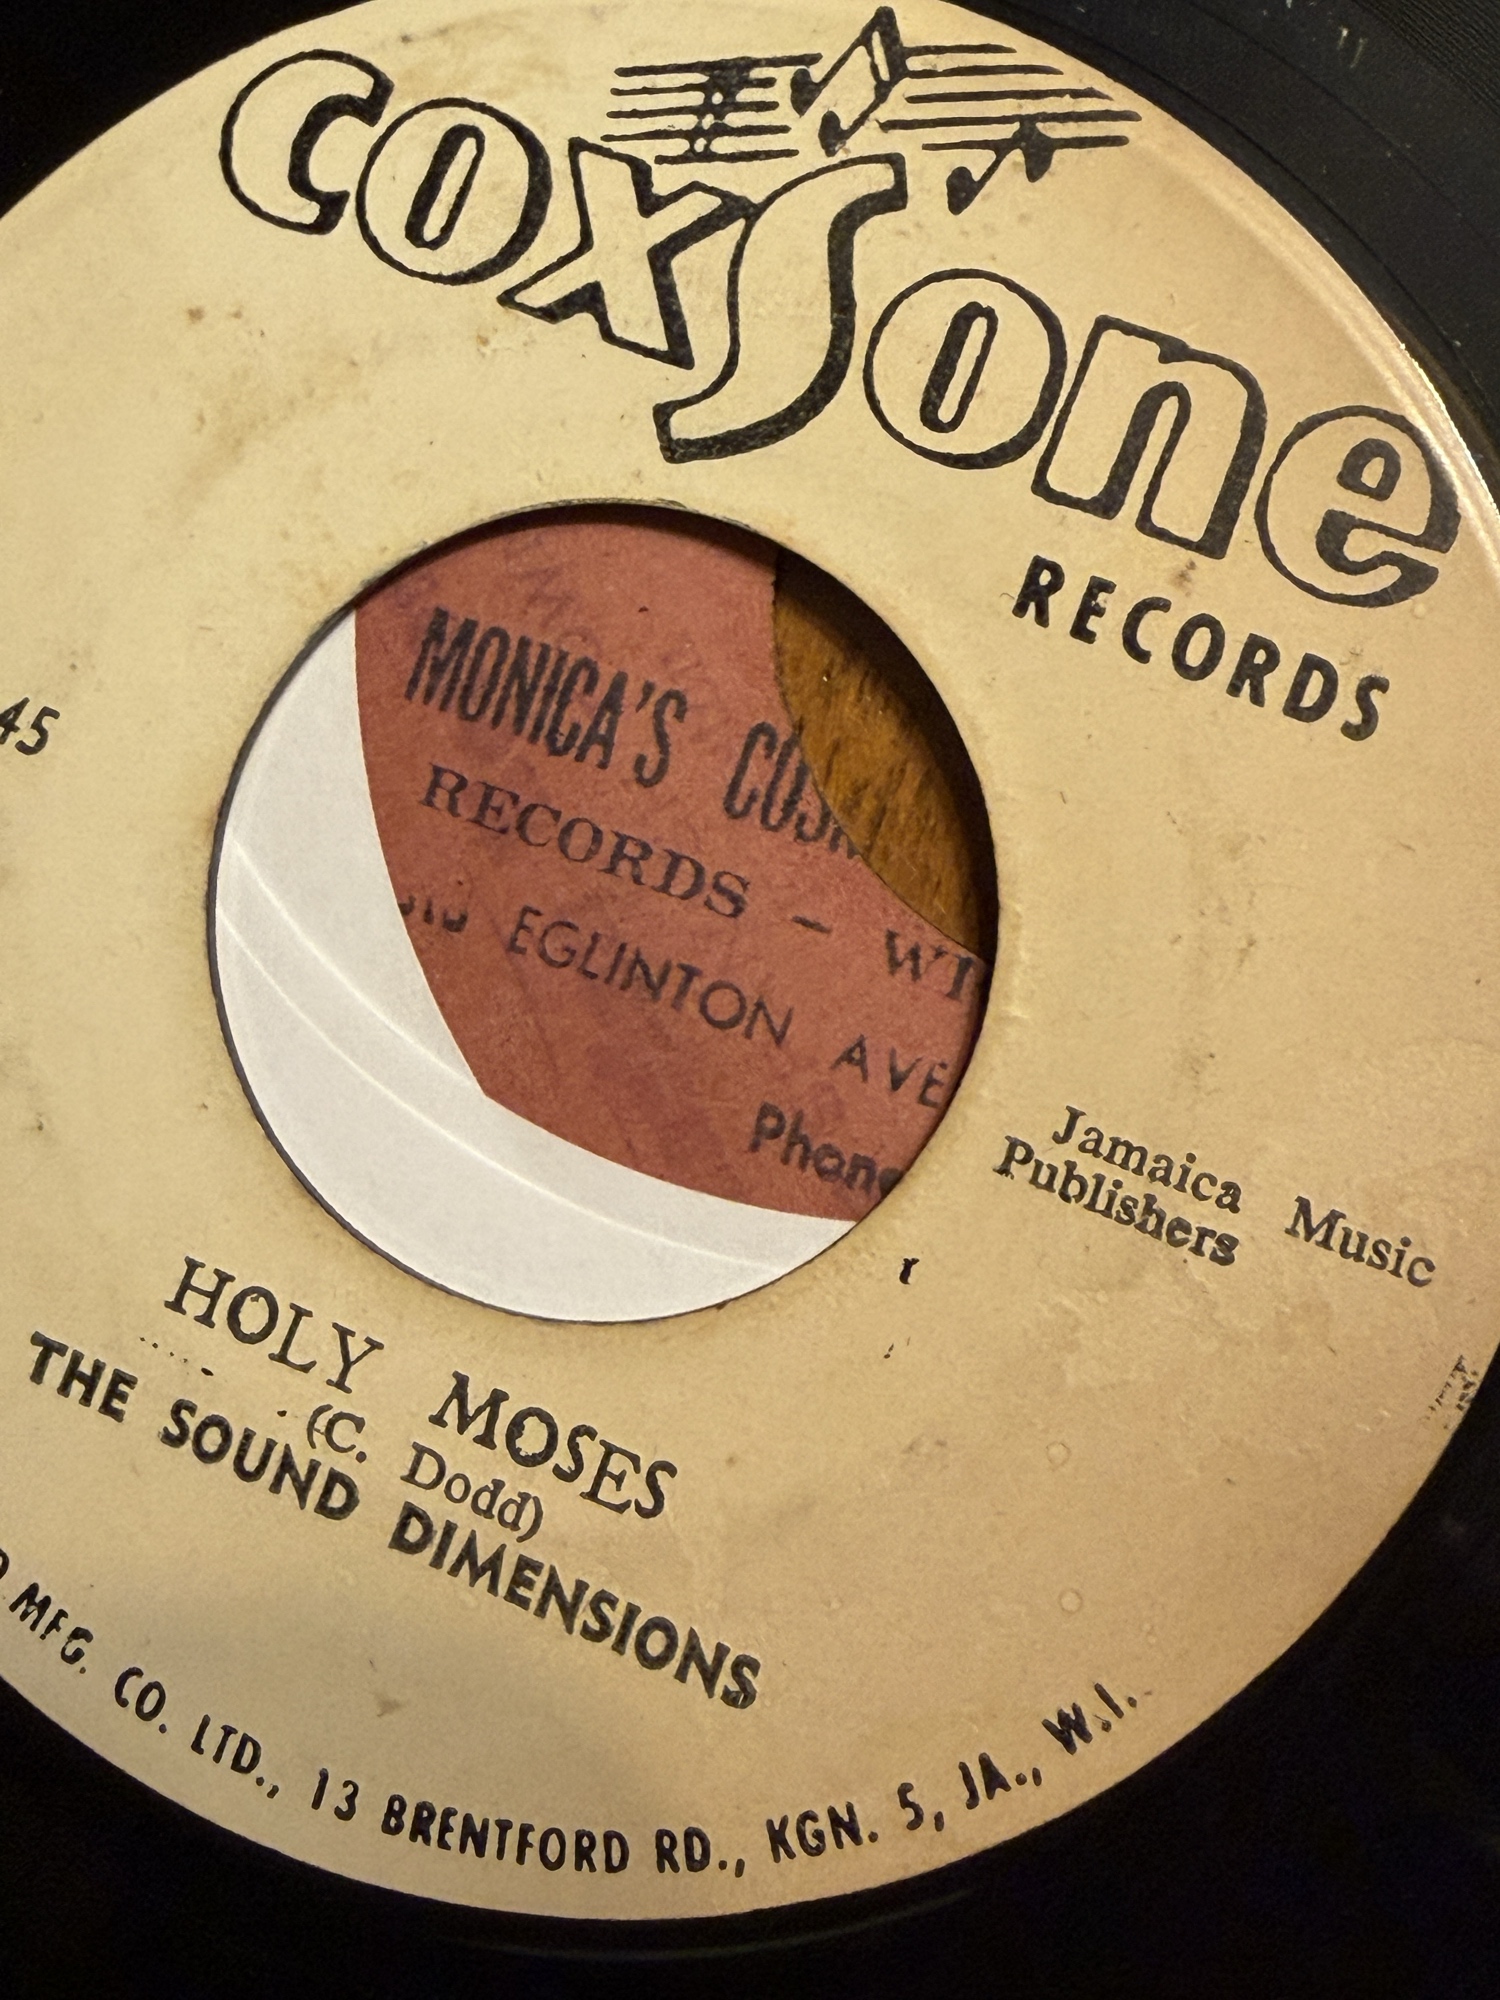 Coxsone
RECORDS
45
MONICA'S
RECORDS - WI
EGLINTON AVE
Phone
Jamaica Music
Publishers
HOLY MOSES
(C. Dodd)
THE SOUND DIMENSIONS
MFG. CO. LTD., 13 BRENTFORD RD., KGN. 5, JA., W.I.